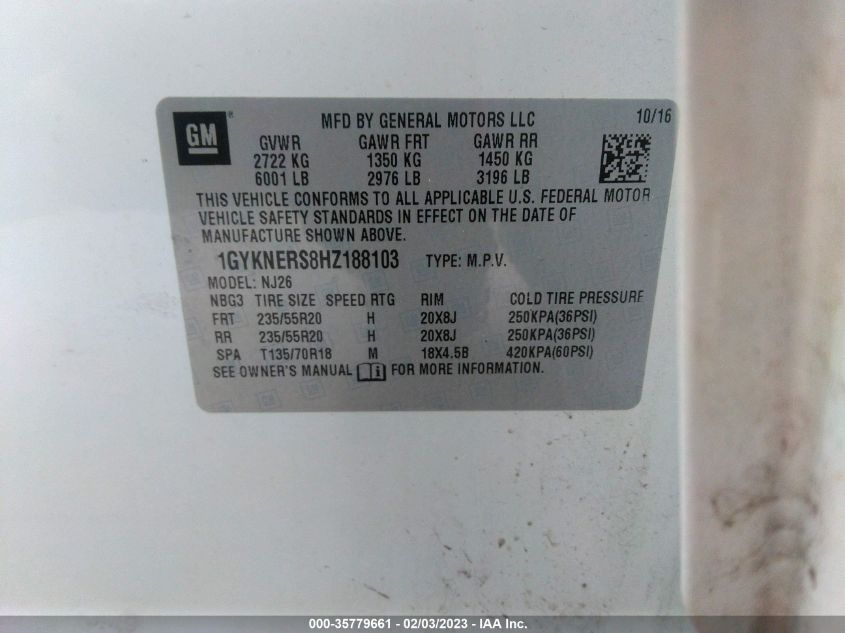 GM®
MFD BY GENERAL MOTORS LLC 10/16
GVWR GAWR FRT GAWR RR
2722 KG 1350 KG 1450 KG
6001 LB 2976 LB 3196 LB
THIS VEHICLE CONFORMS TO ALL APPLICABLE U.S. FEDERAL MOTOR
VEHICLE SAFETY STANDARDS IN EFFECT ON THE DATE OF
MANUFACTURE SHOWN ABOVE.
1GYKNERS8HZ188103 TYPE: M.P.V.
MODEL: NJ26
NBG3 TIRE SIZE SPEED RTG RIM COLD TIRE PRESSURE
FRT 235/55R20 H 20X8J 250KPA(36PSI)
RR 235/55R20 H 20X8J 250KPA(36PSI)
SPA T135/70R18 M 18X4.5B 420KPA(60PSI)
SEE OWNER'S MANUAL FOR MORE INFORMATION.
000-35779661 - 02/03/2023 - IAA Inc.